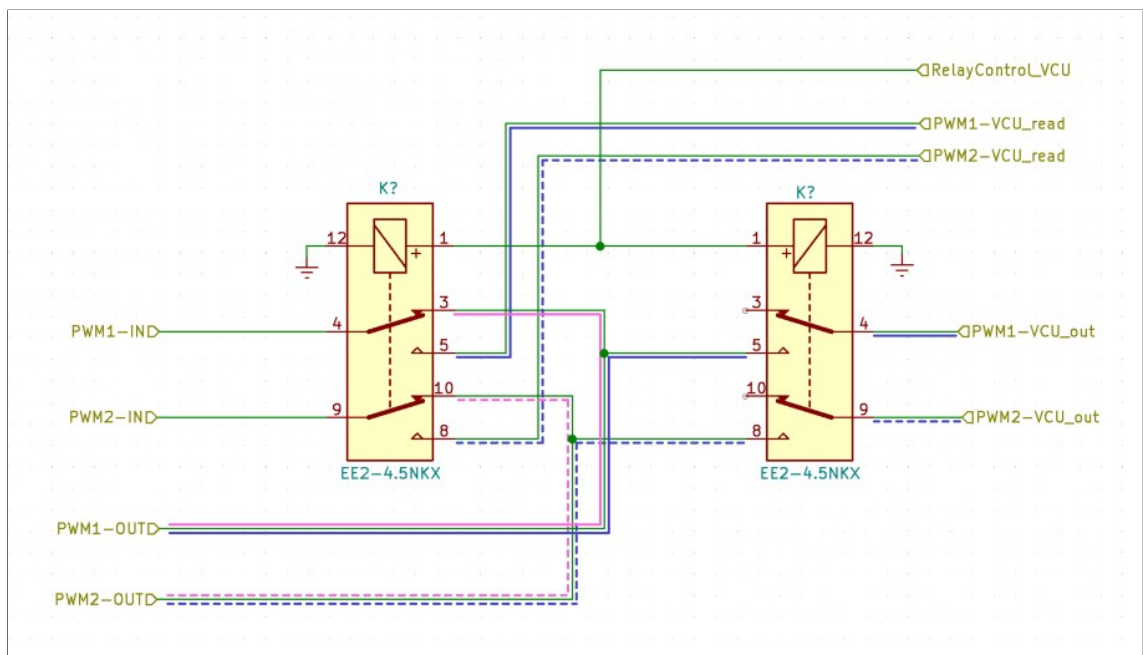 RelayControl_VCU
PWM1-VCU_read
PWM2-VCU_read
K?
K?
12
1
1
12
+
+
3
3
PWM1-IN
4
4
PWM1-VCU_out
5
5
10
10
PWM2-IN
9
9
PWM2-VCU_out
8
8
EE2-4.5NKX
EE2-4.5NKX
PWM1-OUT
PWM2-OUT